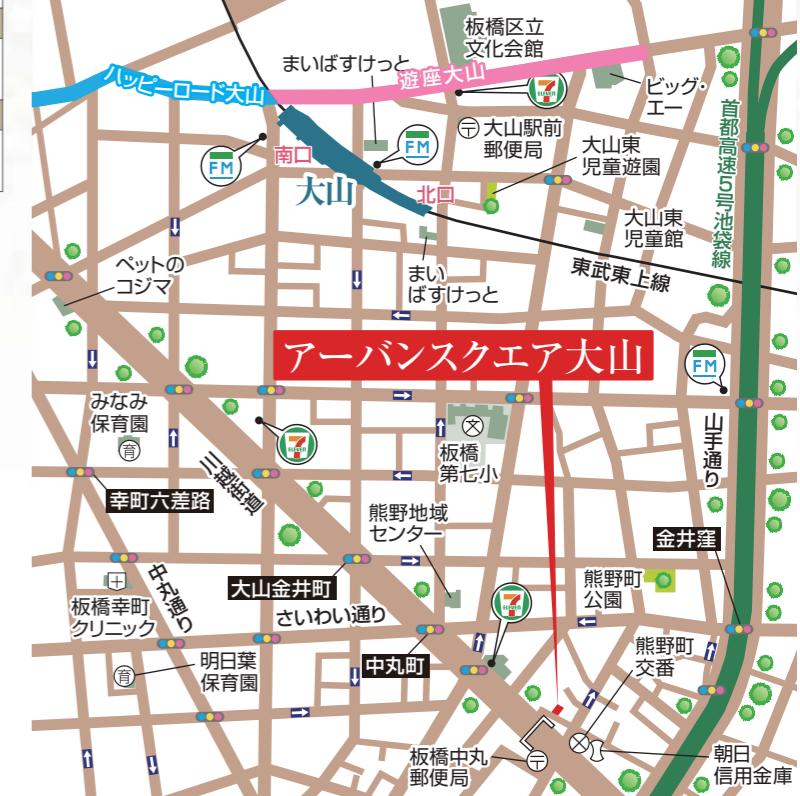 板橋区立
文化会館
まいばすけっと
遊座大山
ハッピーロード大山
7
ELEVEN
ビッグ・
エー
首都高速5号池袋線
〒
大山駅前
郵便局
FM
FM
南口
大山
北口
大山東
児童遊園
大山東
児童館
ペットの
コジマ
まい
ばすけっと
東武東上線
アーバンスクエア大山
FM
みなみ
保育園
育
7
ELEVEN
文
板橋
第七小
山手通り
川越街道
幸町六差路
熊野地域
センター
金井窪
大山金井町
中丸通り
板橋幸町
クリニック
さいわい通り
7
ELEVEN
熊野町
公園
中丸町
熊野町
交番
育
明日葉
保育園
板橋中丸
郵便局
〒
朝日
信用金庫